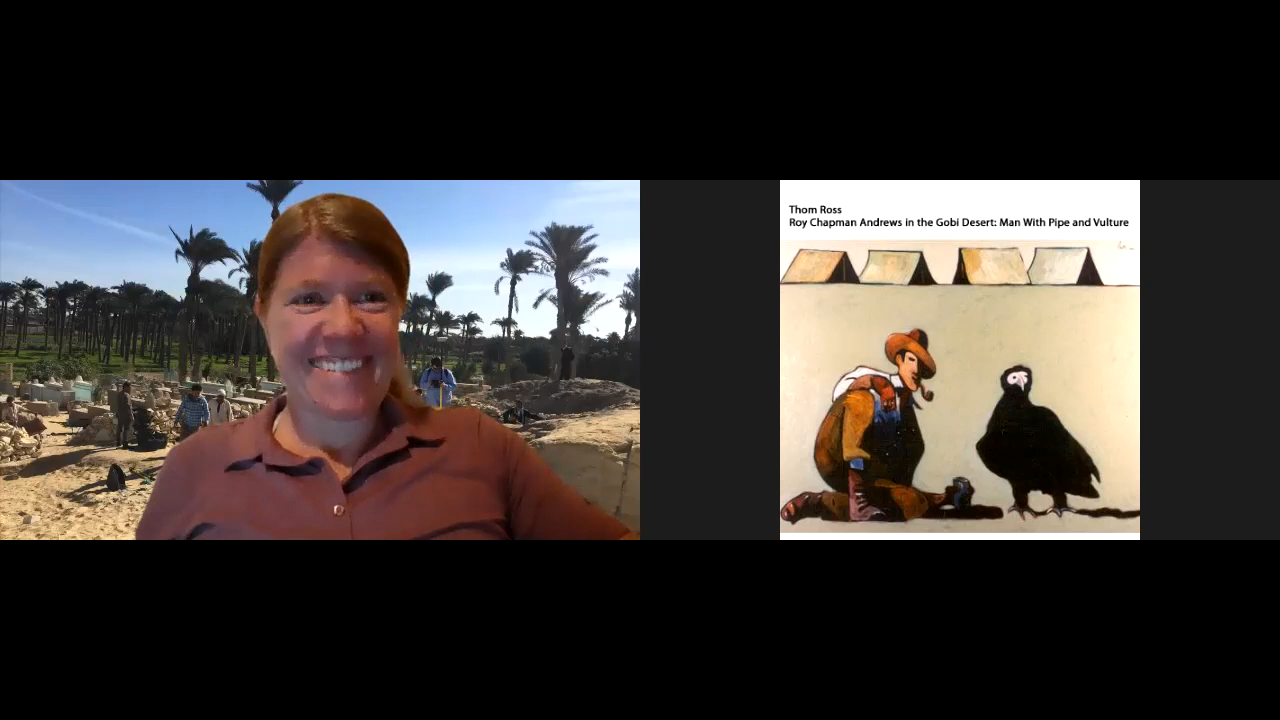 Thom Ross
Roy Chapman Andrews in the Gobi Desert: Man With Pipe and Vulture